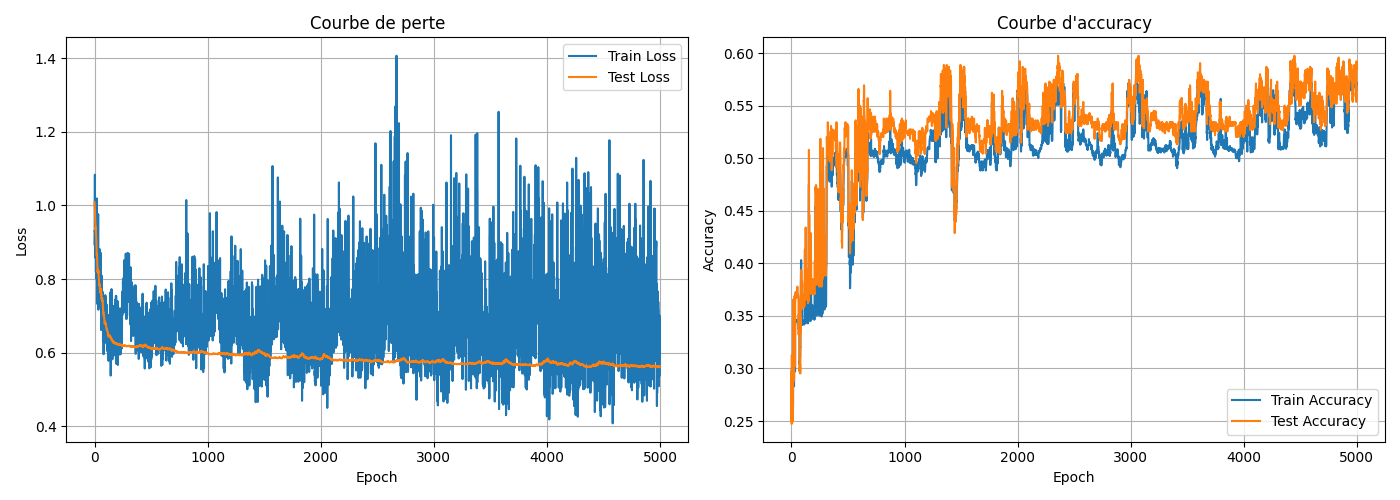 Courbe de perte
1.4
1.2
1.0
0.8
0.6
0.4
Loss
Train Loss
Test Loss
0 1000 2000 3000 4000 5000
Epoch
Courbe d'accuracy
0.60
0.55
0.50
0.45
0.40
0.35
0.30
0.25
Accuracy
Train Accuracy
Test Accuracy
0 1000 2000 3000 4000 5000
Epoch